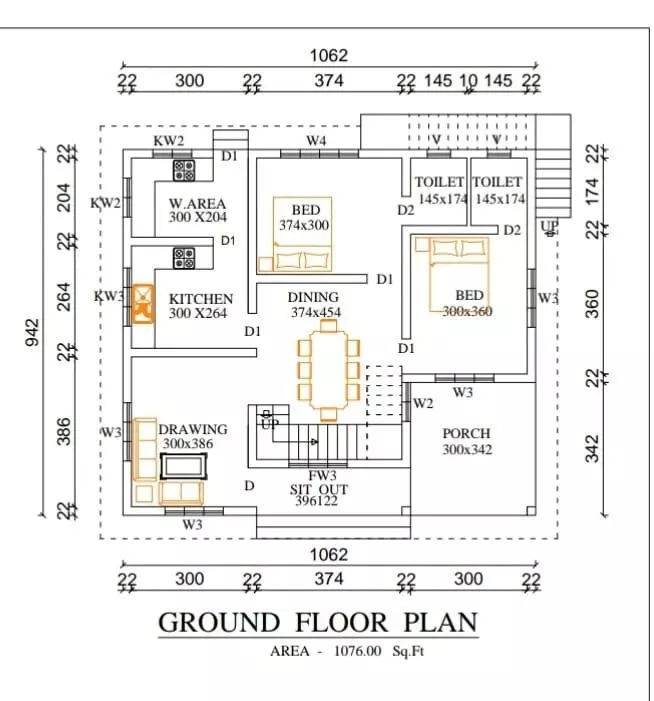 1062
22 300 22 374 22 145 10 145 22
KW2 D1 W4 V V
22 204 22 264 22 386 22
942
22 174 22 360 22 342
KW2
W.AREA
300 X204
BED
374x300
TOILET TOILET
145x174 145x174
D2
D2
UP
D1
KW3
KITCHEN
300 X264
D1
DINING
374x454
D1
BED
300x360
W3
D1
W3
W2
W3
DRAWING
300x386
UP
PORCH
300x342
FW3
D
SIT OUT
396122
W3
1062
22 300 22 374 22 300 22
GROUND FLOOR PLAN
AREA - 1076.00 Sq.Ft